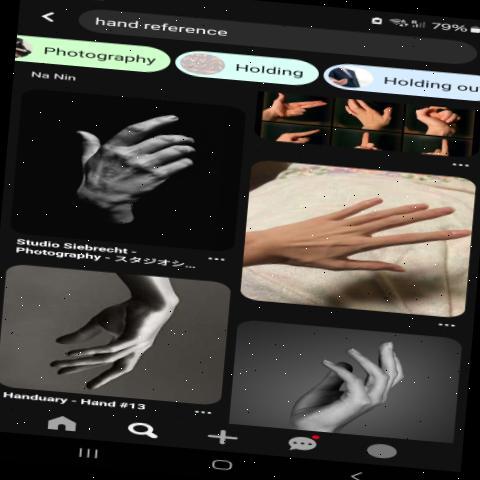 79%
hand reference
Photography
Holding
Holding ou
Na Nin
Studio Siebrecht -
Photography - スタジオシ...
Handuary - Hand #13